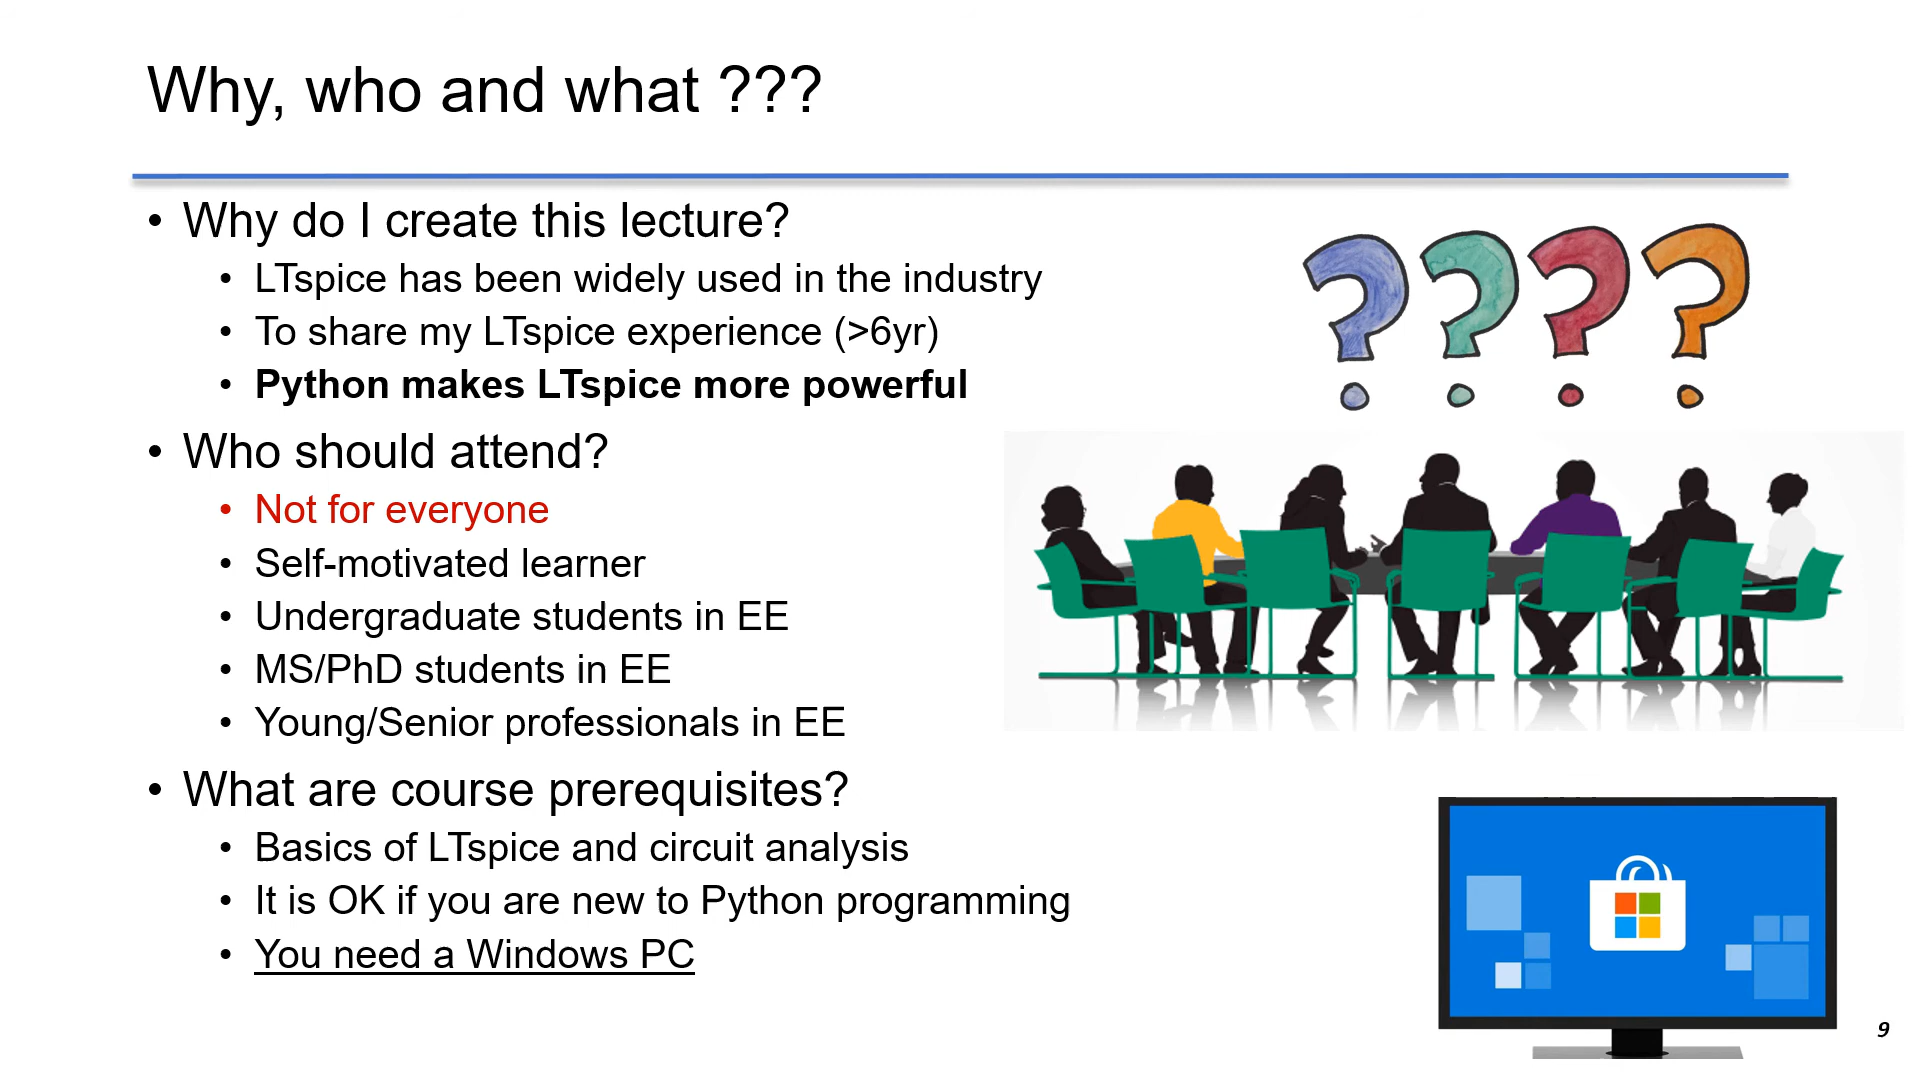 Why, who and what ???
• Why do I create this lecture?
• LTspice has been widely used in the industry
• To share my LTspice experience (>6yr)
• Python makes LTspice more powerful
• Who should attend?
• Not for everyone
• Self-motivated learner
• Undergraduate students in EE
• MS/PhD students in EE
• Young/Senior professionals in EE
• What are course prerequisites?
• Basics of LTspice and circuit analysis
• It is OK if you are new to Python programming
• You need a Windows PC
? ? ? ?
9